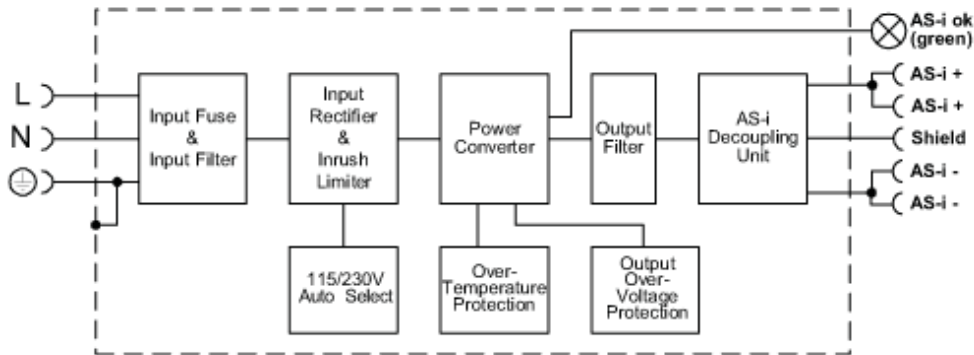 L
N
Input Fuse
&
Input Filter
Input
Rectifier
&
Inrush
Limiter
Power
Converter
Output
Filter
AS-i
Decoupling
Unit
AS-i ok
(green)
AS-i +
AS-i +
Shield
AS-i -
AS-i -
115/230V
Auto Select
Over-
Temperature
Protection
Output
Over-
Voltage
Protection